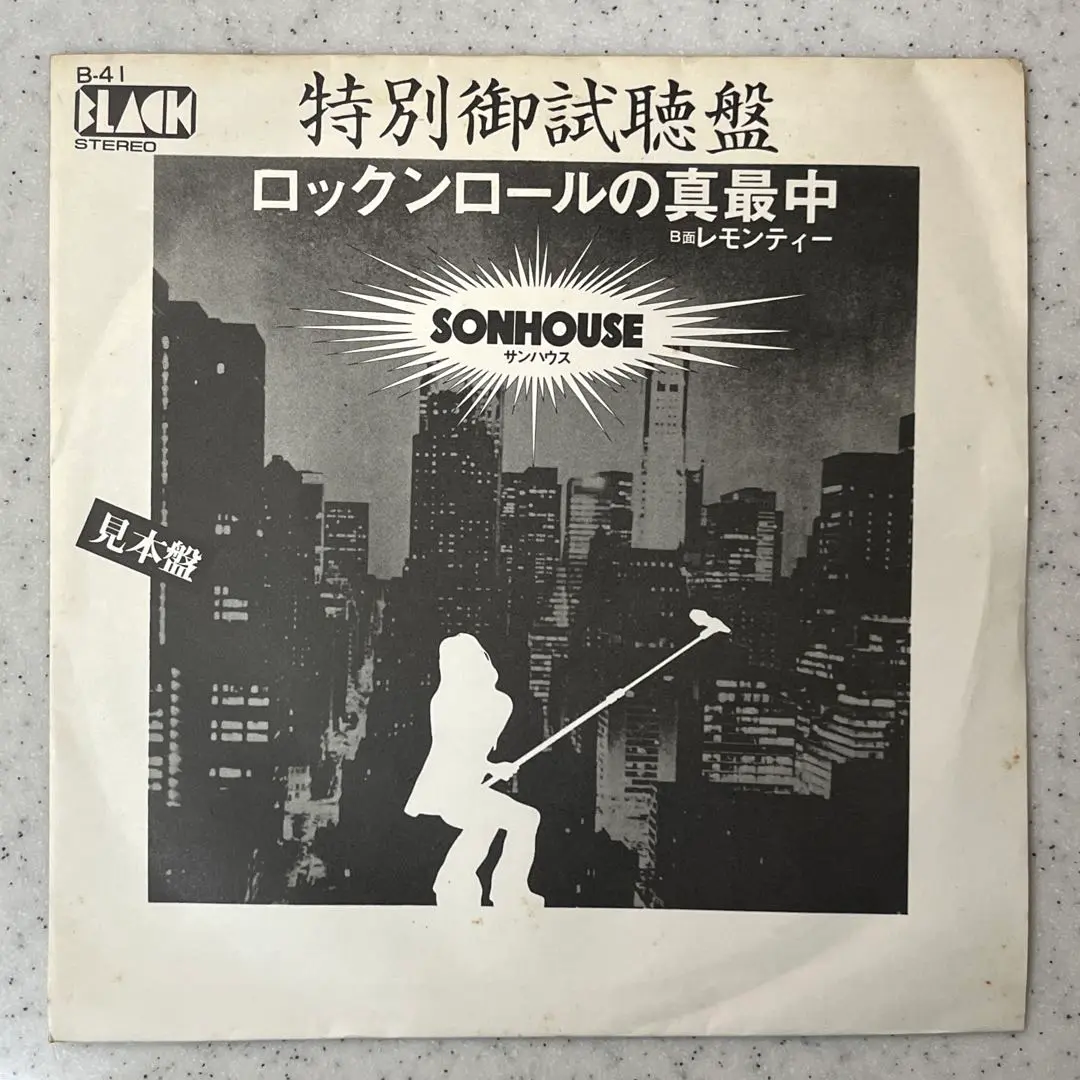 B-41
BLACK
STEREO
特別御試聴盤
ロックンロールの真最中
B面レモンティー
SONHOUSE
サンハウス
見本盤